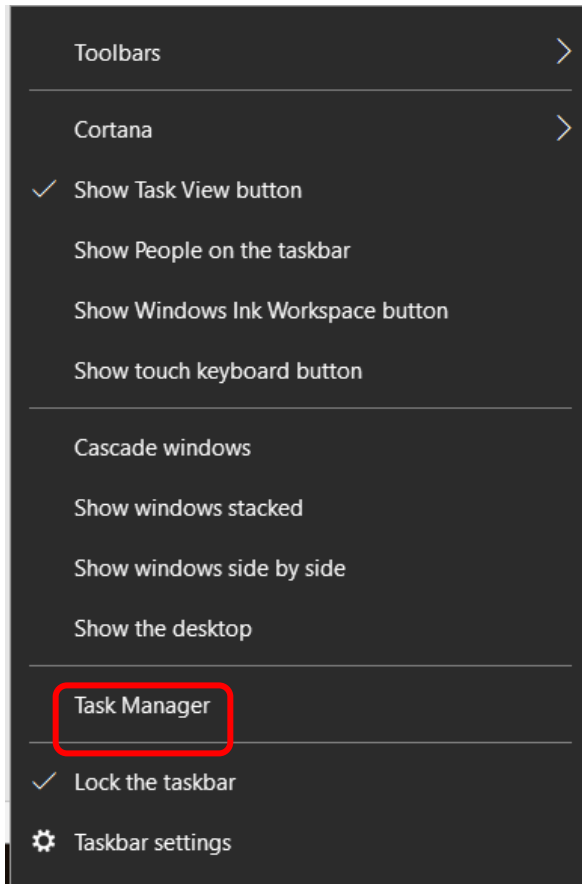 Toolbars
Cortana
Show Task View button
Show People on the taskbar
Show Windows Ink Workspace button
Show touch keyboard button
Cascade windows
Show windows stacked
Show windows side by side
Show the desktop
Task Manager
Lock the taskbar
Taskbar settings